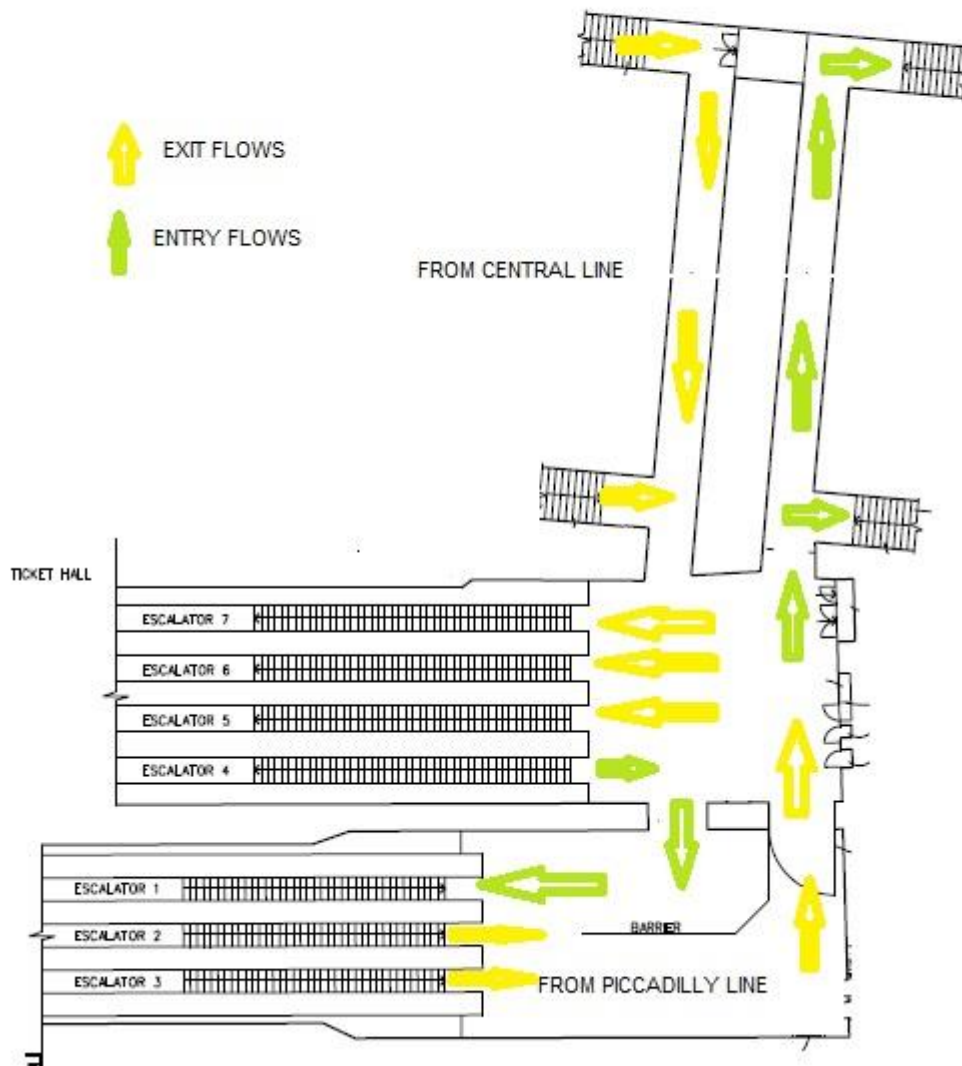 EXIT FLOWS
ENTRY FLOWS
FROM CENTRAL LINE
TICKET HALL
ESCALATOR 7
ESCALATOR 6
ESCALATOR 5
ESCALATOR 4
ESCALATOR 1
ESCALATOR 2
BARRIER
ESCALATOR 3
FROM PICCADILLY LINE